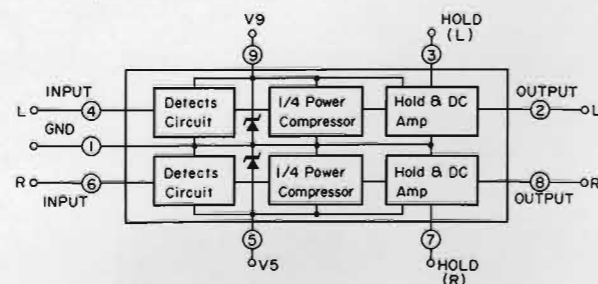 V9
HOLD
(L)
9
3
INPUT
OUTPUT
L
4
Detects
Circuit
1/4 Power
Compressor
Hold & DC
Amp
2
L
GND
1
R
6
Detects
Circuit
1/4 Power
Compressor
Hold & DC
Amp
8
R
INPUT
OUTPUT
5
7
V5
HOLD
(R)